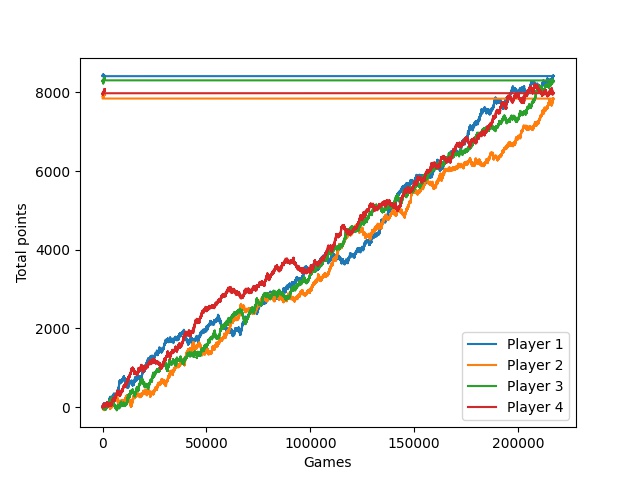 8000
6000
4000
2000
0
Total points
0
50000
100000
150000
200000
Games
Player 1
Player 2
Player 3
Player 4